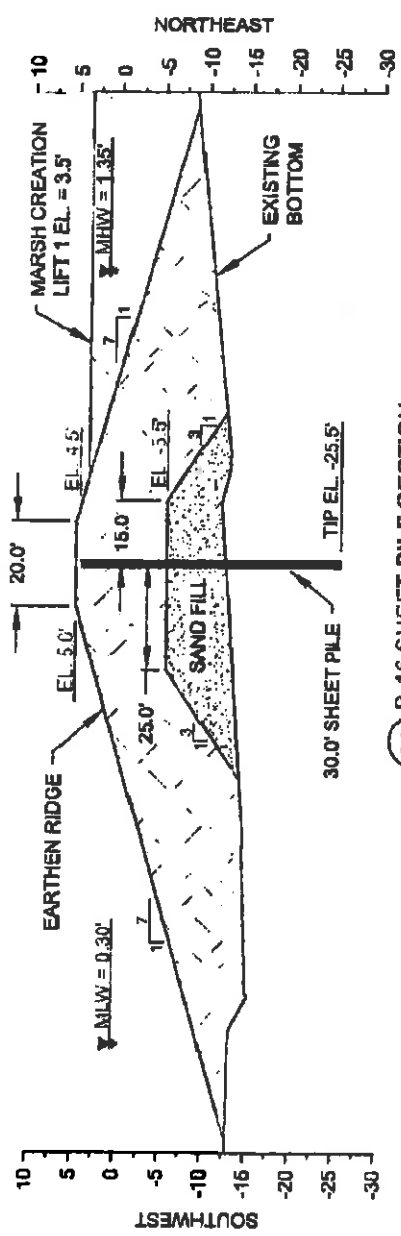 SOUTHWEST
10
5
0
-5
-10
-15
-20
-25
-30
MLW = 0.30'
EARTHEN RIDGE
EL. 5.0'
20.0'
EL. 4.5'
MARSH CREATION
LIFT 1 EL. = 3.5'
MHW = 1.35'
7
1
7
1
25.0'
15.0'
EL. -5.5'
3
1
3
1
SAND FILL
EXISTING
BOTTOM
30.0' SHEET PILE
TIP EL. -25.5'
SHEET PILE SECTION
10
5
0
-5
-10
-15
-20
-25
-30
NORTHEAST